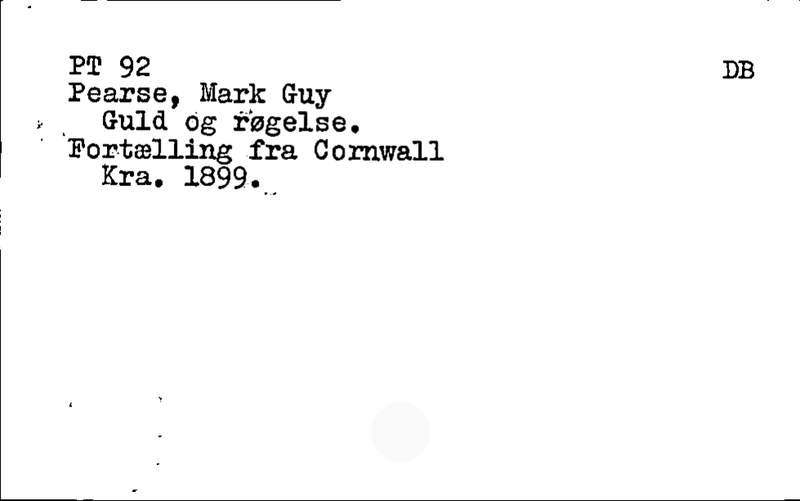 PT 92 DB
Pearse, Mark Guy
Guld og røgelse.
Fortælling fra Cornwall
Kra. 1899.